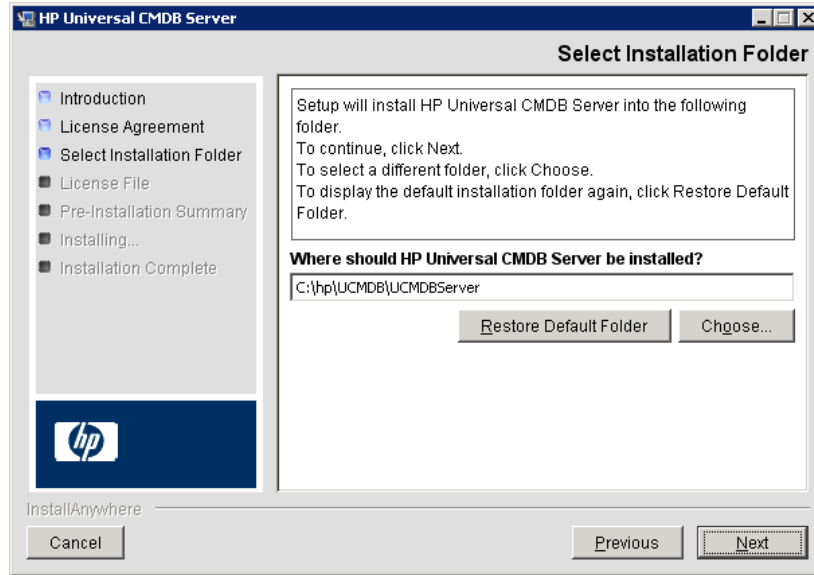 HP Universal CMDB Server
Select Installation Folder
Introduction
License Agreement
Select Installation Folder
License File
Pre-Installation Summary
Installing...
Installation Complete
Setup will install HP Universal CMDB Server into the following
folder.
To continue, click Next.
To select a different folder, click Choose.
To display the default installation folder again, click Restore Default
Folder.
Where should HP Universal CMDB Server be installed?
C:\hp\UCMDB\UCMDBServer
Restore Default Folder
Choose...
hp
InstallAnywhere
Cancel
Previous
Next